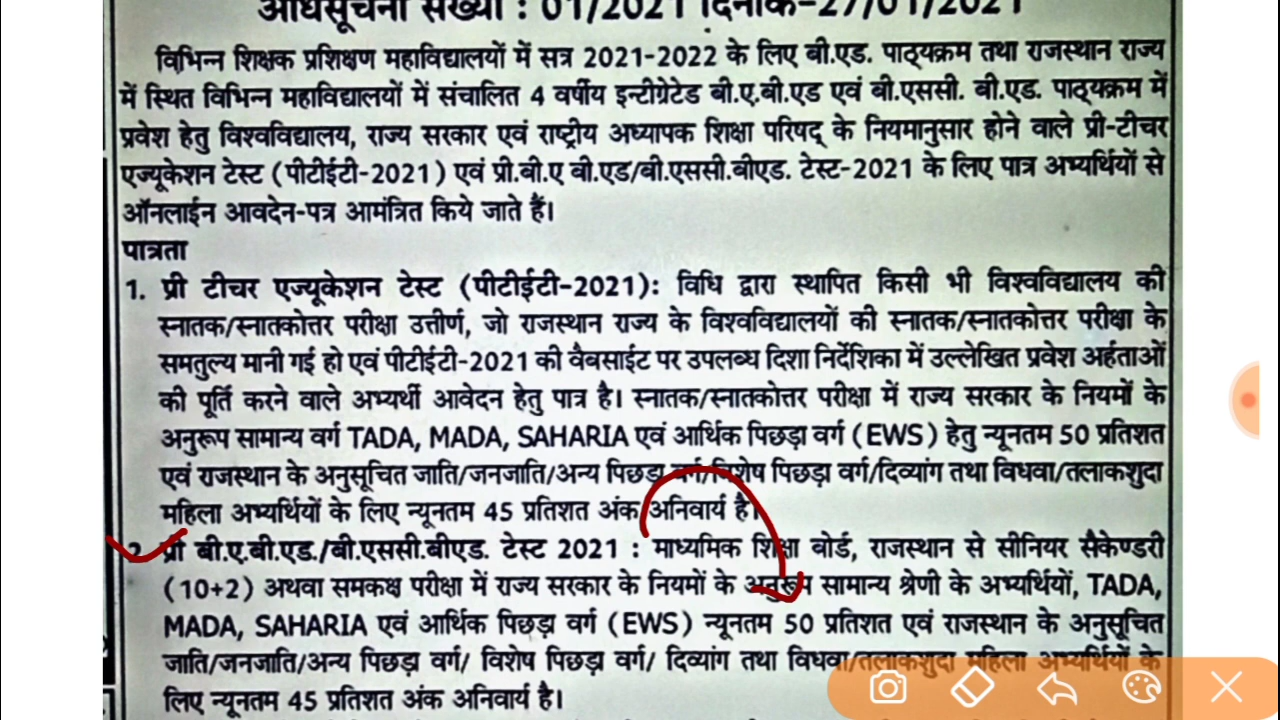 अधिसूचना संख्या : 01/2021 दिनांक-27/01/2021
विभिन्न शिक्षक प्रशिक्षण महाविद्यालयों में सत्र 2021-2022 के लिए बी.एड. पाठ्यक्रम तथा राजस्थान राज्य
में स्थित विभिन्न महाविद्यालयों में संचालित 4 वर्षीय इन्टीग्रेटेड बी.ए.बी.एड एवं बी.एससी. बी.एड. पाठ्यक्रम में
प्रवेश हेतु विश्वविद्यालय, राज्य सरकार एवं राष्ट्रीय अध्यापक शिक्षा परिषद् के नियमानुसार होने वाले प्री-टीचर
एज्यूकेशन टेस्ट (पीटीईटी-2021) एवं प्री.बी.ए बी.एड/बी.एससी.बीएड. टेस्ट-2021 के लिए पात्र अभ्यर्थियों से
ऑनलाईन आवदेन-पत्र आमंत्रित किये जाते हैं।
पात्रता
1. प्री टीचर एज्यूकेशन टेस्ट (पीटीईटी-2021): विधि द्वारा स्थापित किसी भी विश्वविद्यालय की
स्नातक/स्नातकोत्तर परीक्षा उत्तीर्ण, जो राजस्थान राज्य के विश्वविद्यालयों की स्नातक/स्नातकोत्तर परीक्षा के
समतुल्य मानी गई हो एवं पीटीईटी-2021 की वैबसाईट पर उपलब्ध दिशा निर्देशिका में उल्लेखित प्रवेश अर्हताओं
की पूर्ति करने वाले अभ्यर्थी आवेदन हेतु पात्र है। स्नातक/स्नातकोत्तर परीक्षा में राज्य सरकार के नियमों के
अनुरूप सामान्य वर्ग TADA, MADA, SAHARIA एवं आर्थिक पिछड़ा वर्ग (EWS) हेतु न्यूनतम 50 प्रतिशत
एवं राजस्थान के अनुसूचित जाति/जनजाति/अन्य पिछड़ा वर्ग/विशेष पिछड़ा वर्ग/दिव्यांग तथा विधवा/तलाकशुदा
महिला अभ्यर्थियों के लिए न्यूनतम 45 प्रतिशत अंक अनिवार्य है।
2. प्री बी.ए.बी.एड./बी.एससी.बीएड. टेस्ट 2021 : माध्यमिक शिक्षा बोर्ड, राजस्थान से सीनियर सैकेण्डरी
(10+2) अथवा समकक्ष परीक्षा में राज्य सरकार के नियमों के अनुरूप सामान्य श्रेणी के अभ्यर्थियों, TADA,
MADA, SAHARIA एवं आर्थिक पिछड़ा वर्ग (EWS) न्यूनतम 50 प्रतिशत एवं राजस्थान के अनुसूचित
जाति/जनजाति/अन्य पिछड़ा वर्ग/ विशेष पिछड़ा वर्ग/ दिव्यांग तथा विधवा/तलाकशुदा महिला अभ्यर्थियों के
लिए न्यूनतम 45 प्रतिशत अंक अनिवार्य है।